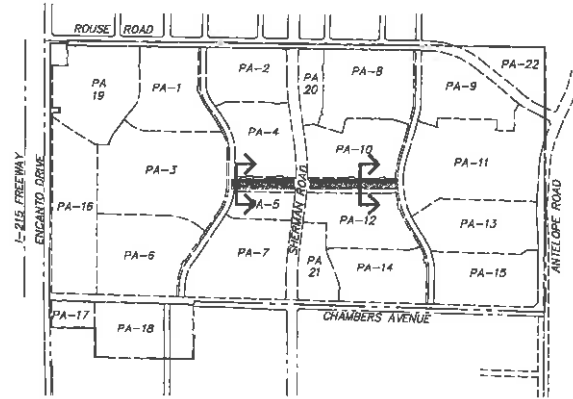 ROUSE ROAD
PA-22
PA-2
PA-8
PA-1
PA
20
PA-9
PA
19
PA-4
PA-10
PA-11
PA-3
I-215 FREEWAY
ENCANTO DRIVE
PA-16
PA-5
SHERMAN ROAD
PA-12
PA-13
ANTELOPE ROAD
PA-6
PA-7
PA
21
PA-14
PA-15
PA-17
CHAMBERS AVENUE
PA-18